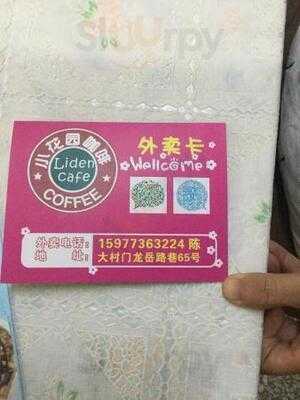 Sluurpy
小花园咖啡
Liden
Cafe
COFFEE
外卖卡
Wellcome
外卖电话: 15977363224 陈
地 址: 大村门龙岳路巷65号